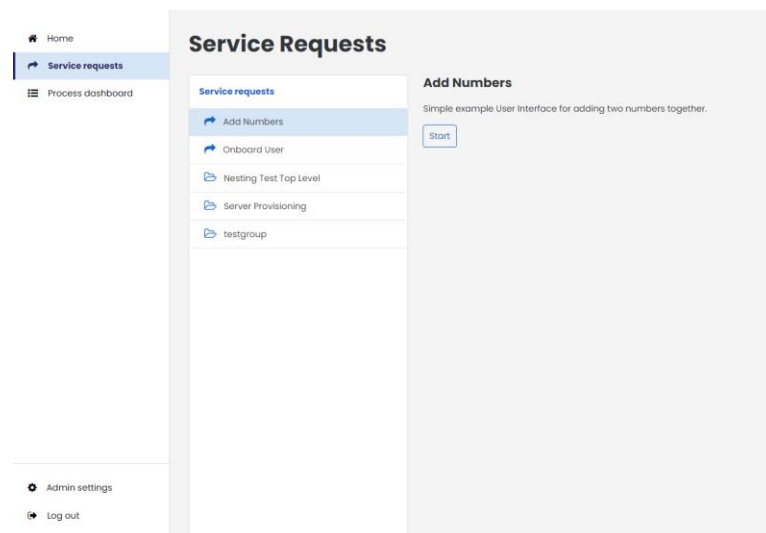 Home
Service requests
Process dashboard
Admin settings
Log out
Service Requests
Service requests
Add Numbers
Onboard User
Nesting Test Top Level
Server Provisioning
testgroup
Add Numbers
Simple example User Interface for adding two numbers together.
Start